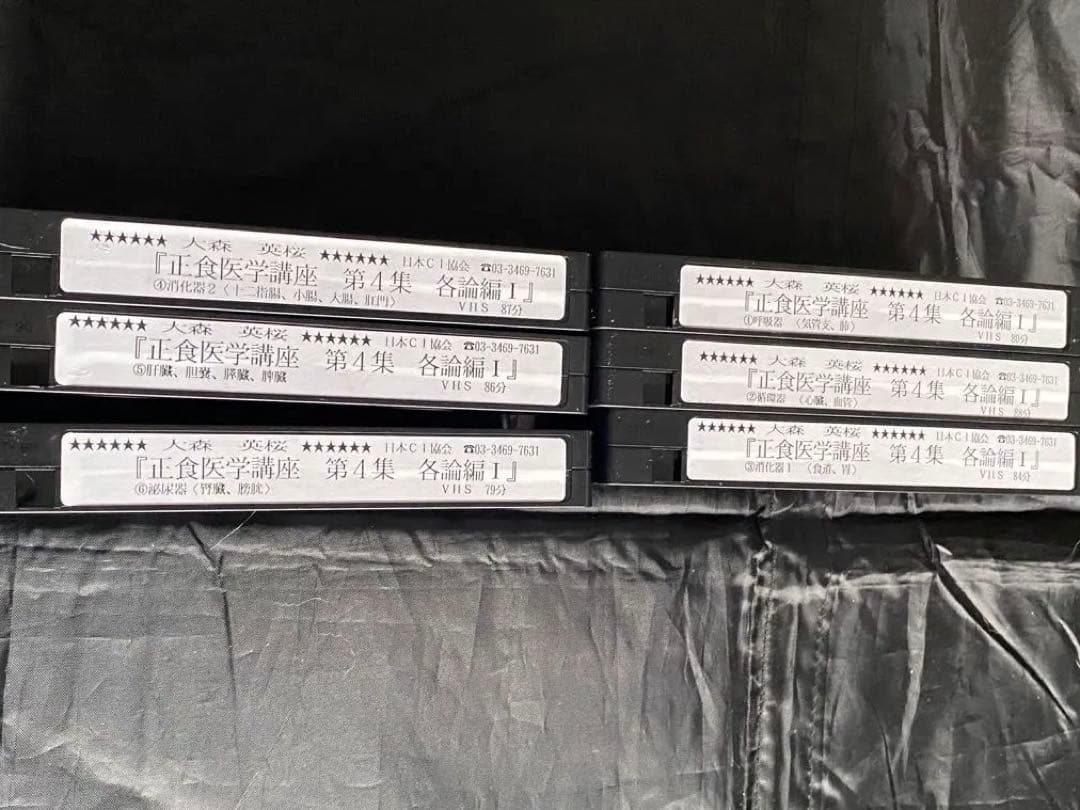 ★★★★★★ 大森 英桜 ★★★★★★ 日本CI協会 ☎03-3469-7631
『正食医学講座 第4集 各論編Ⅰ』
④消化器2〈十二指腸、小腸、大腸、肛門〉 VHS 87分
★★★★★★ 大森 英桜 ★★★★★★ 日本CI協会 ☎03-3469-7631
『正食医学講座 第4集 各論編Ⅰ』
⑤肝臓、胆嚢、膵臓、脾臓 VHS 86分
★★★★★★ 大森 英桜 ★★★★★★ 日本CI協会 ☎03-3469-7631
『正食医学講座 第4集 各論編Ⅰ』
⑥泌尿器〈腎臓、膀胱〉 VHS 79分
★★★★★★ 大森 英桜 ★★★★★★ 日本CI協会 ☎03-3469-7631
『正食医学講座 第4集 各論編Ⅰ』
①呼吸器 〈気管支、肺〉 VHS 80分
★★★★★★ 大森 英桜 ★★★★★★ 日本CI協会 ☎03-3469-7631
『正食医学講座 第4集 各論編Ⅰ』
②循環器 〈心臓、血管〉 VHS 88分
★★★★★★ 大森 英桜 ★★★★★★ 日本CI協会 ☎03-3469-7631
『正食医学講座 第4集 各論編Ⅰ』
③消化器1 〈食道、胃〉 VHS 84分